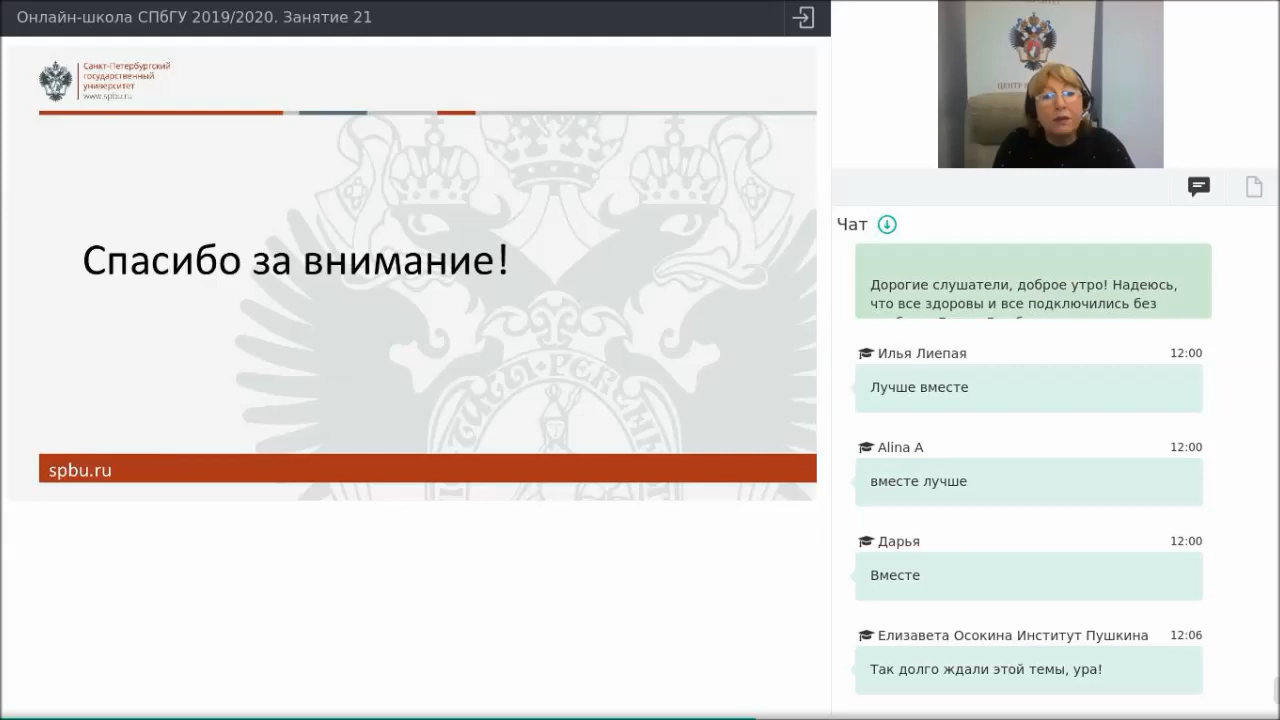 Онлайн-школа СПбГУ 2019/2020. Занятие 21
Санкт-Петербургский
государственный
университет
www.spbu.ru
Спасибо за внимание!
spbu.ru
Чат
Дорогие слушатели, доброе утро! Надеюсь,
что все здоровы и все подключились без
Илья Лиепая 12:00
Лучше вместе
Alina A 12:00
вместе лучше
Дарья 12:00
Вместе
Елизавета Осокина Институт Пушкина 12:06
Так долго ждали этой темы, ура!